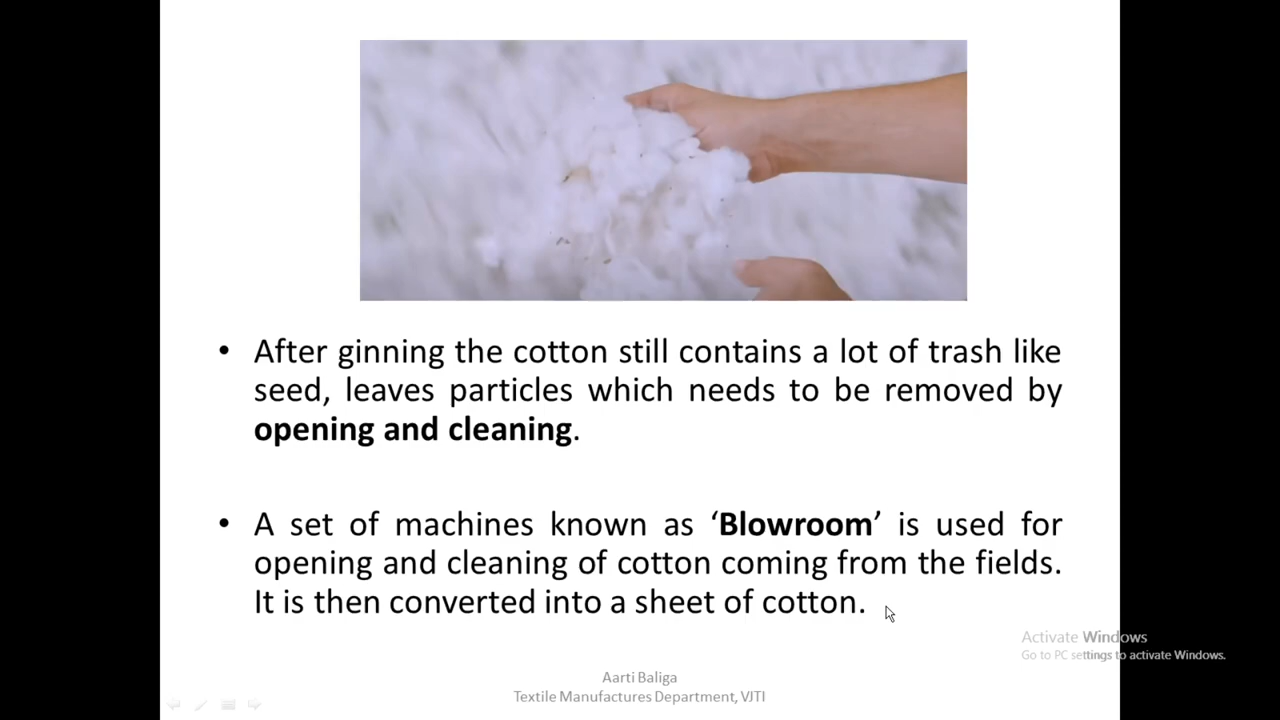 • After ginning the cotton still contains a lot of trash like
seed, leaves particles which needs to be removed by
opening and cleaning.
• A set of machines known as ‘Blowroom’ is used for
opening and cleaning of cotton coming from the fields.
It is then converted into a sheet of cotton.
Activate Windows
Go to PC settings to activate Windows.
Aarti Baliga
Textile Manufactures Department, VJTI